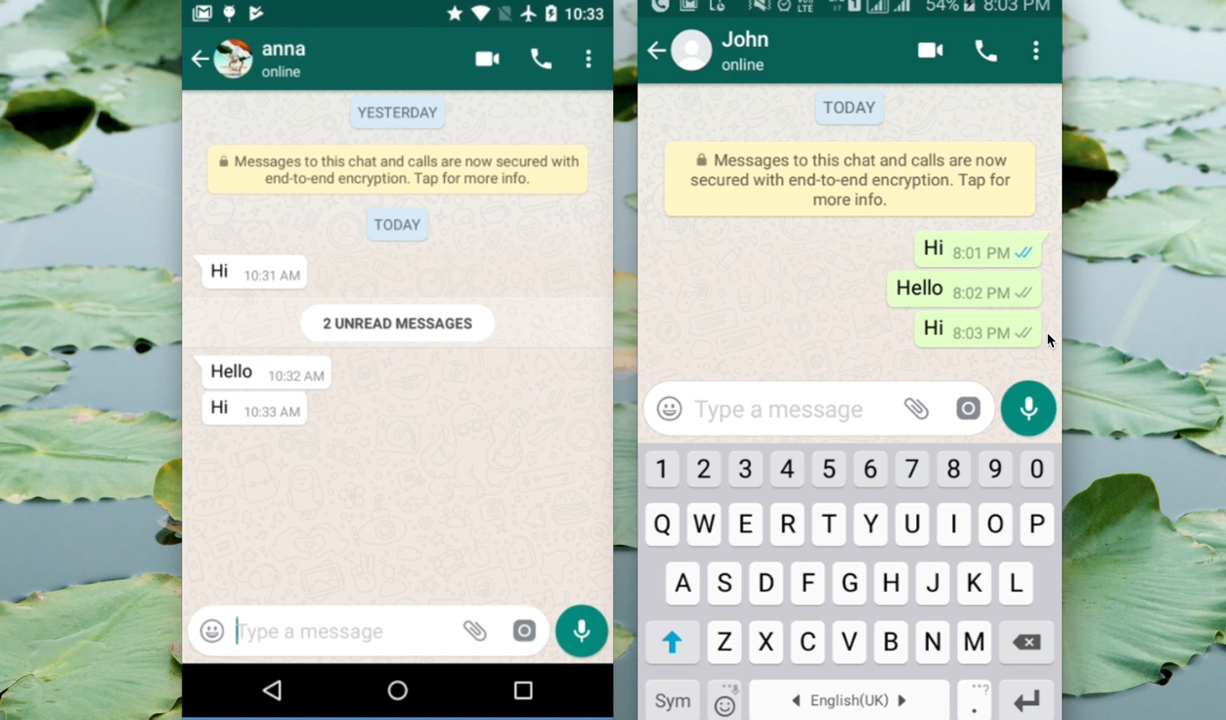 10:33
anna
online
YESTERDAY
Messages to this chat and calls are now secured with
end-to-end encryption. Tap for more info.
TODAY
Hi 10:31 AM
2 UNREAD MESSAGES
Hello 10:32 AM
Hi 10:33 AM
Type a message
54% 8:03 PM
John
online
TODAY
Messages to this chat and calls are now
secured with end-to-end encryption. Tap for
more info.
Hi 8:01 PM
Hello 8:02 PM
Hi 8:03 PM
Type a message
1 2 3 4 5 6 7 8 9 0
Q W E R T Y U I O P
A S D F G H J K L
Z X C V B N M
Sym English(UK) .